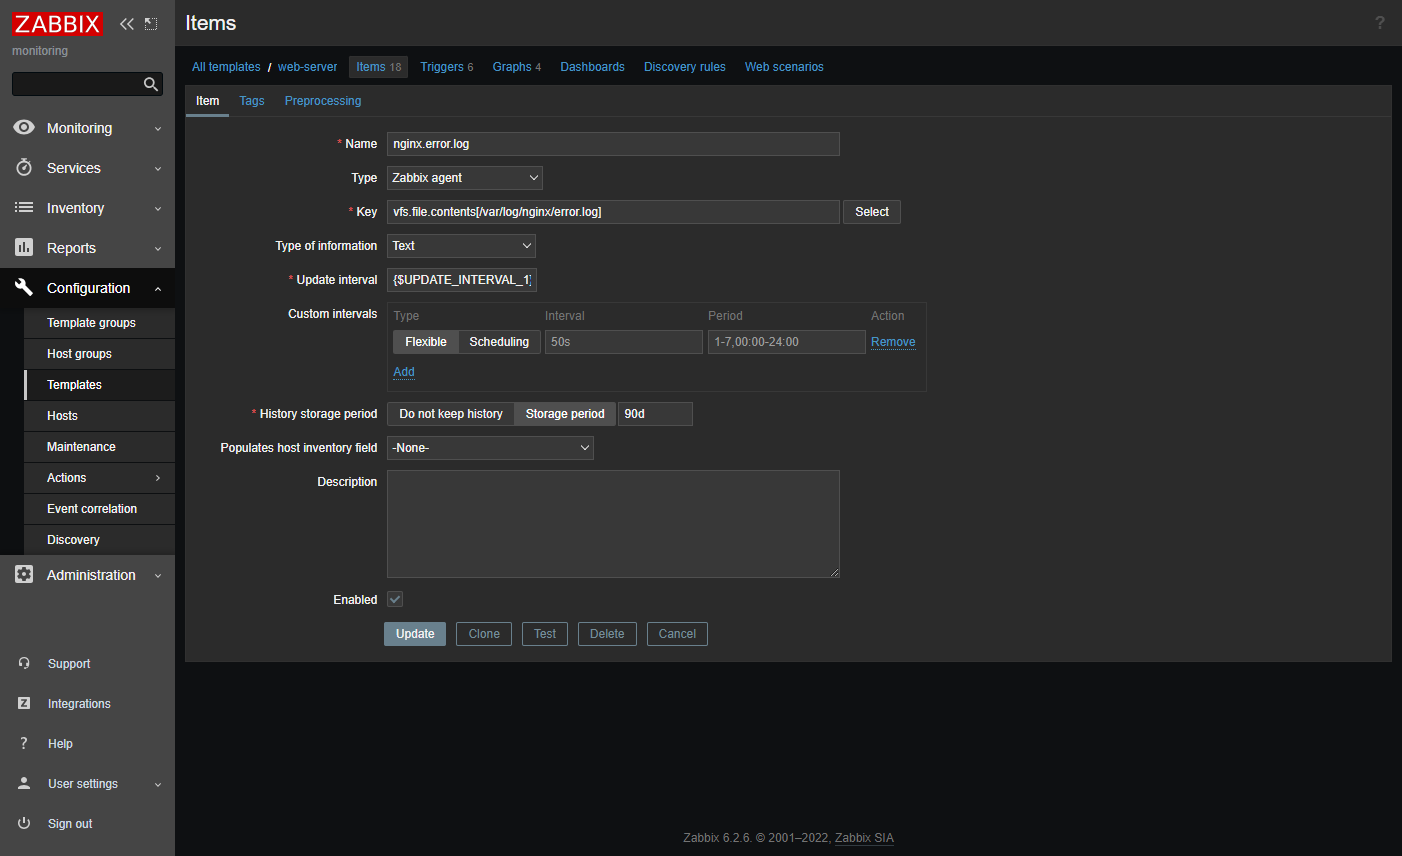 ZABBIX
monitoring
Monitoring
Services
Inventory
Reports
Configuration
Template groups
Host groups
Templates
Hosts
Maintenance
Actions
Event correlation
Discovery
Administration
Support
Z Integrations
? Help
User settings
Sign out
Items
?
All templates / web-server Items 18 Triggers 6 Graphs 4 Dashboards Discovery rules Web scenarios
Item Tags Preprocessing
* Name nginx.error.log
Type Zabbix agent
* Key vfs.file.contents[/var/log/nginx/error.log] Select
Type of information Text
* Update interval {$UPDATE_INTERVAL_1}
Custom intervals Type Interval Period Action
Flexible Scheduling 50s 1-7,00:00-24:00 Remove
Add
* History storage period Do not keep history Storage period 90d
Populates host inventory field -None-
Description
Enabled
Update Clone Test Delete Cancel
Zabbix 6.2.6. © 2001–2022, Zabbix SIA